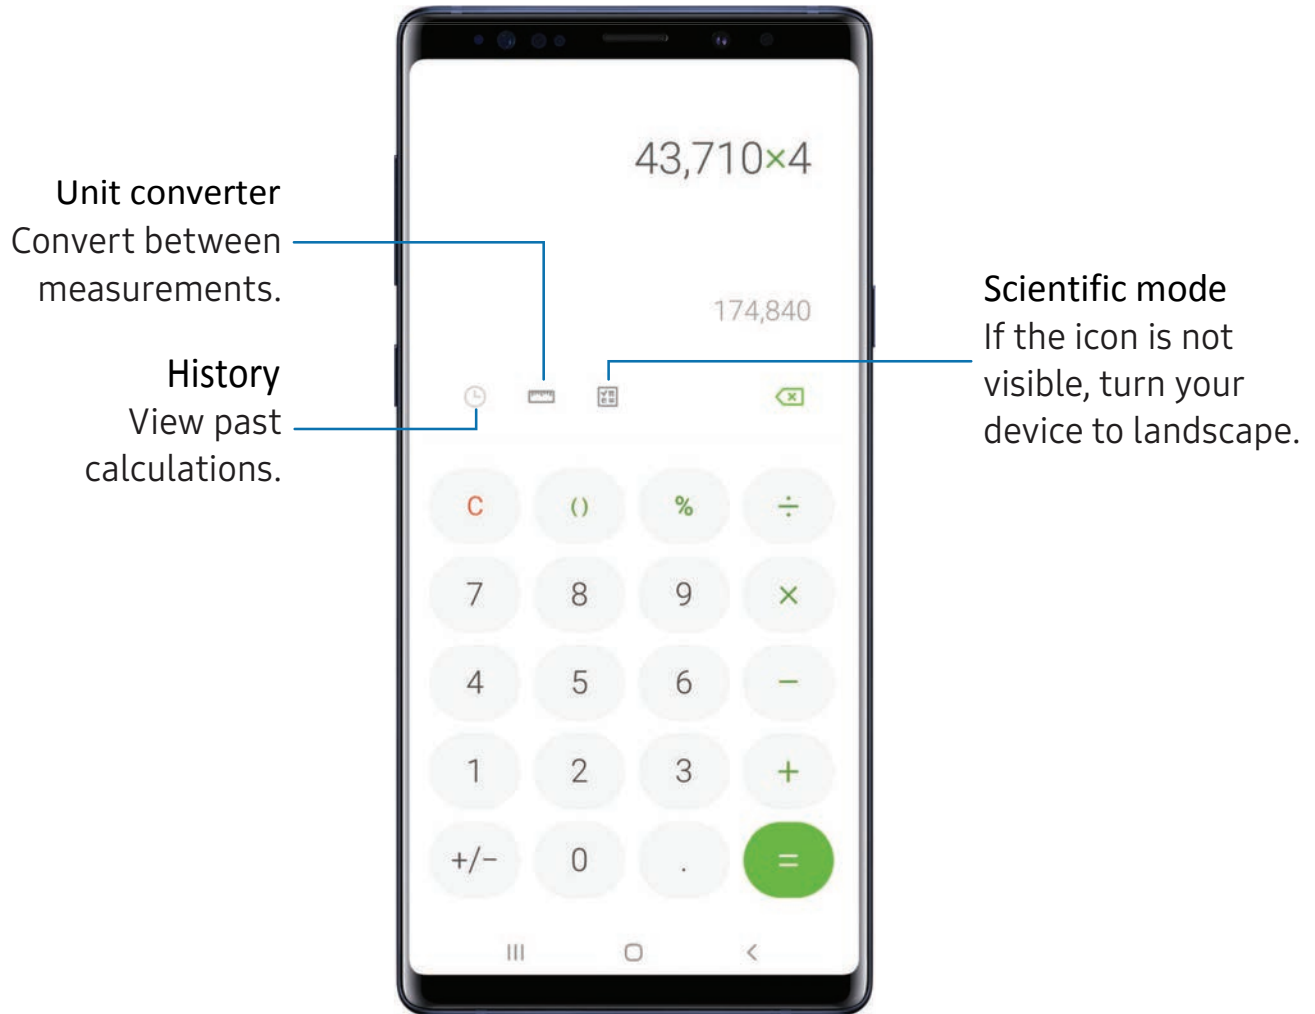 Unit converter
Convert between
measurements.
History
View past
calculations.
43,710×4
174,840
C () % ÷
7 8 9 ×
4 5 6 −
1 2 3 +
+/− 0 . =
Scientific mode
If the icon is not
visible, turn your
device to landscape.